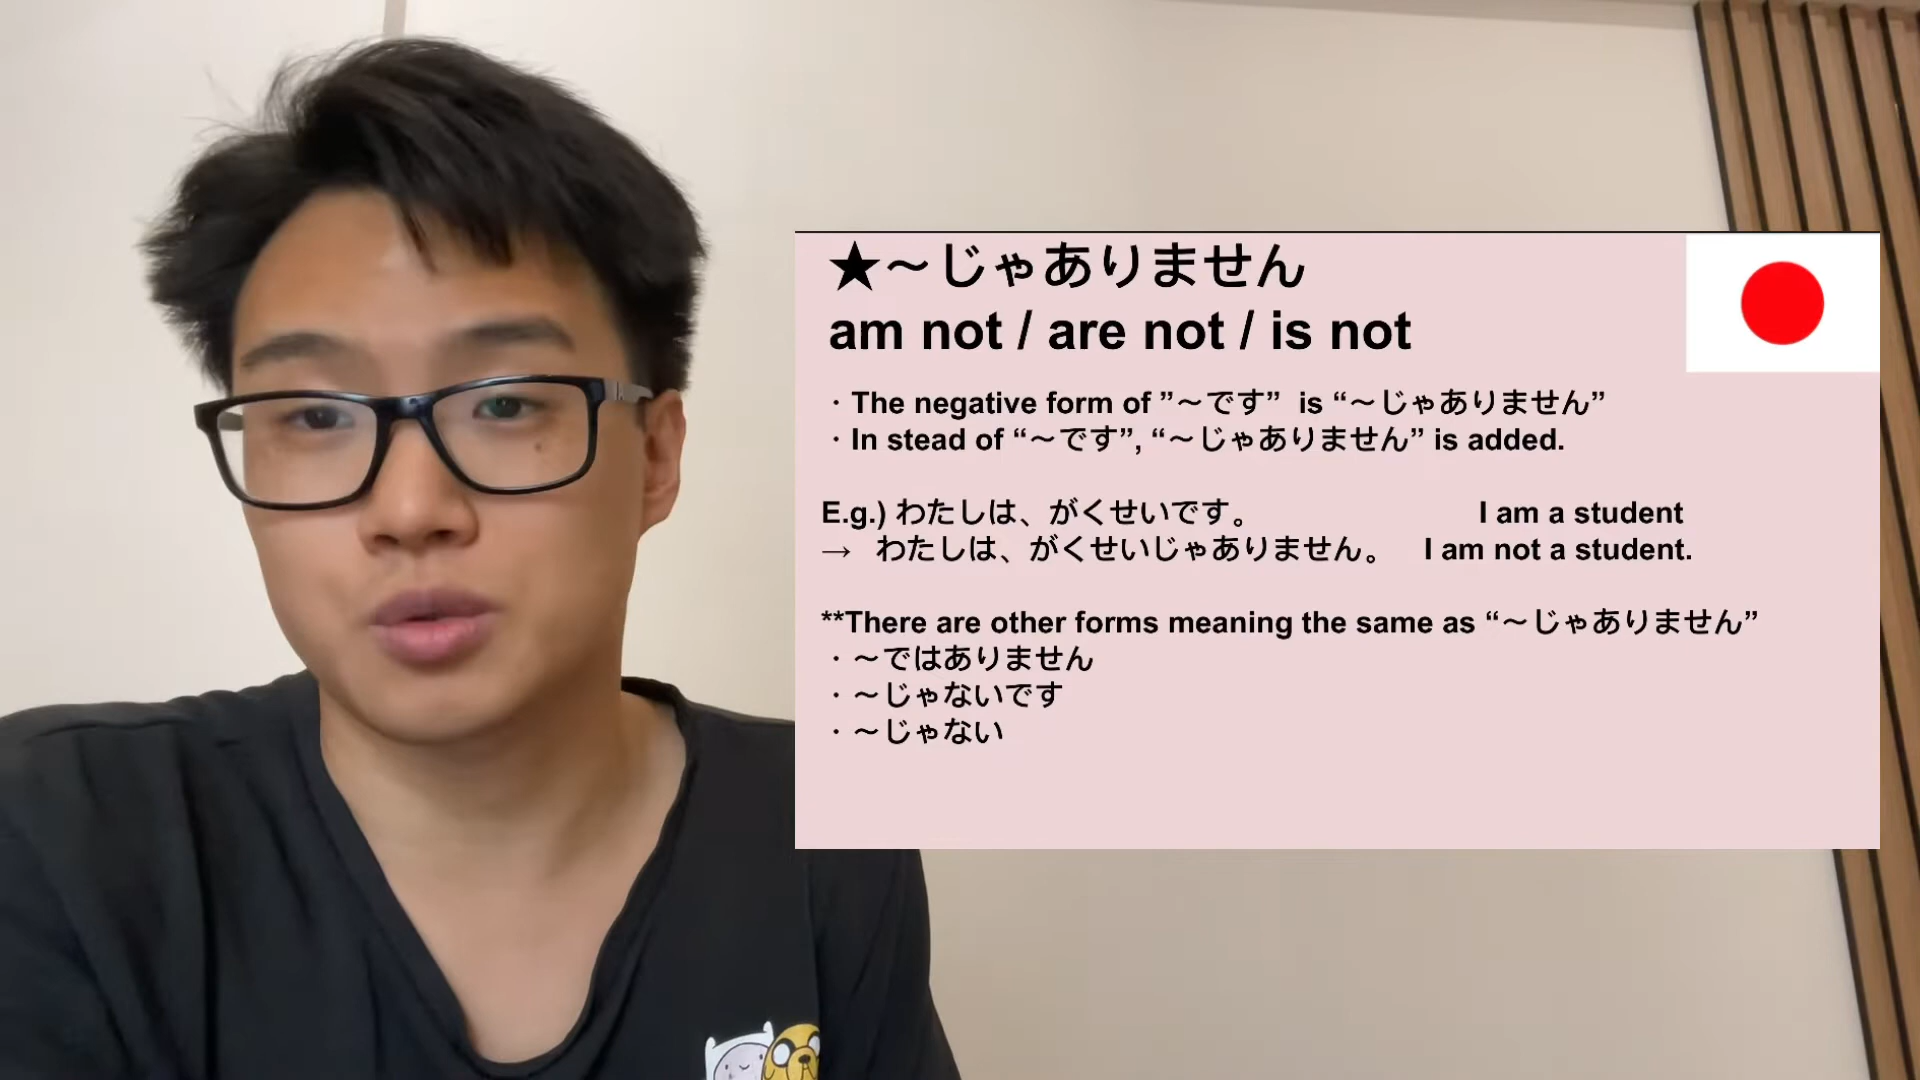 ★～じゃありません
am not / are not / is not
・The negative form of ”～です” is “～じゃありません”
・In stead of “～です”, “～じゃありません” is added.
E.g.) わたしは、がくせいです。 I am a student
→ わたしは、がくせいじゃありません。 I am not a student.
**There are other forms meaning the same as “～じゃありません”
・～ではありません
・～じゃないです
・～じゃない